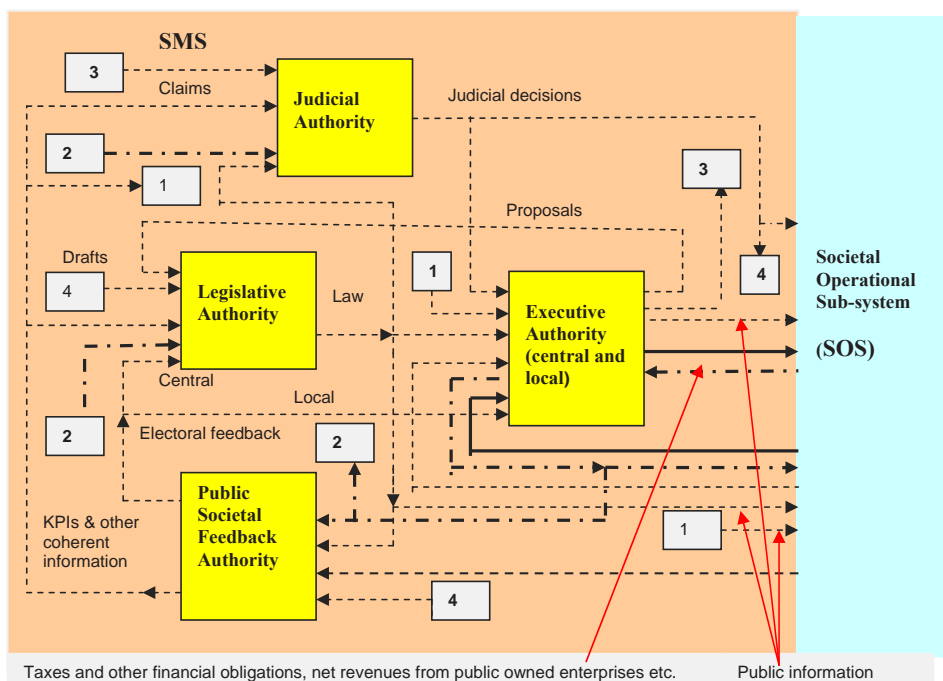 SMS
3
Claims
Judicial
Authority
Judicial decisions
2
1
3
Proposals
Drafts
4
Legislative
Authority
Law
1
Executive
Authority
(central and
local)
4
Societal
Operational
Sub-system
(SOS)
Central
Local
2
Electoral feedback
2
Public
Societal
Feedback
Authority
KPIs & other
coherent
information
1
4
Taxes and other financial obligations, net revenues from public owned enterprises etc.
Public information